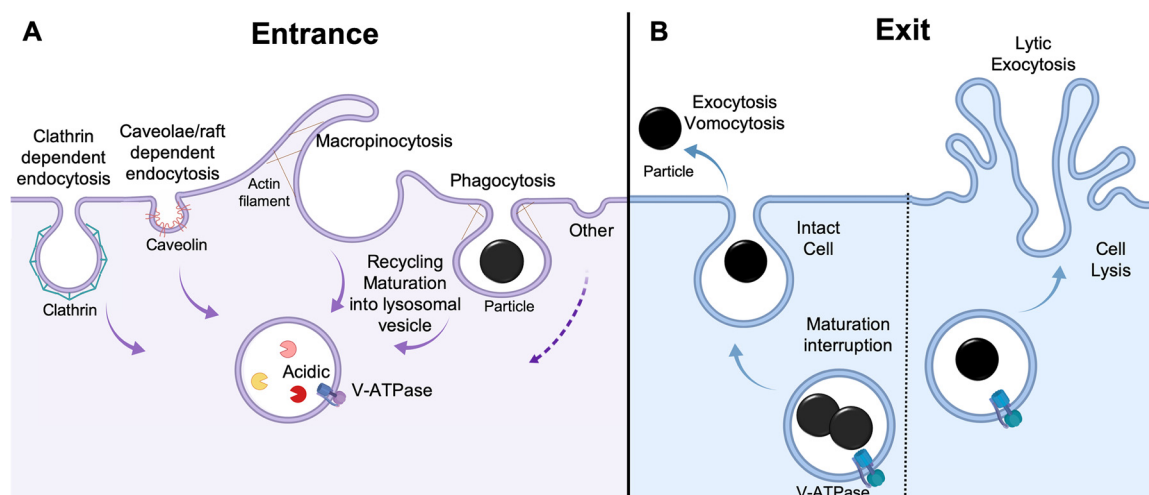 A
Entrance
Clathrin
dependent
endocytosis
Caveolae/raft
dependent
endocytosis
Macropinocytosis
Actin
filament
Phagocytosis
Caveolin
Other
Clathrin
Recycling
Maturation
into lysosomal
vesicle
Particle
Acidic
V-ATPase
B
Exit
Lytic
Exocytosis
Exocytosis
Vomocytosis
Particle
Intact
Cell
Cell
Lysis
Maturation
interruption
V-ATPase